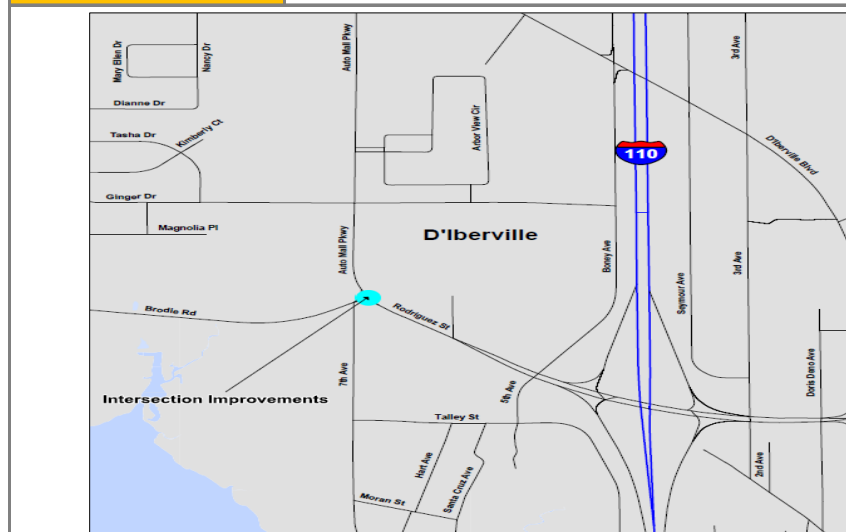 Mary Ellen Dr
Nancy Dr
Auto Mall Pkwy
3rd Ave
Dianne Dr
Tasha Dr
Kimberly Ct
Arbor View Cir
110
D'Iberville Blvd
Ginger Dr
Magnolia Pl
D'Iberville
Auto Mall Pkwy
Boney Ave
Seymour Ave
3rd Ave
Brodie Rd
Rodriguez St
Intersection Improvements
7th Ave
5th Ave
Doris Deno Ave
Talley St
Hart Ave
Santa Cruz Ave
2nd Ave
Moran St